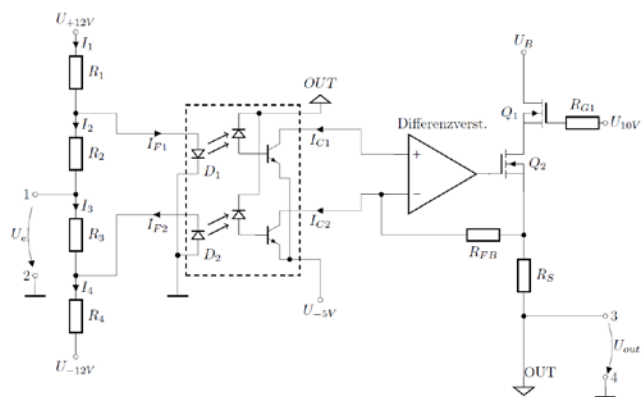 U+12V
I1
R1
I2
R2
1
I3
Ue
R3
2
I4
R4
U−12V
IF1
D1
IF2
D2
OUT
IC1
IC2
U−5V
Differenzverst.
+
−
RFB
UB
Q1
RG1
U10V
Q2
RS
3
Uout
4
OUT